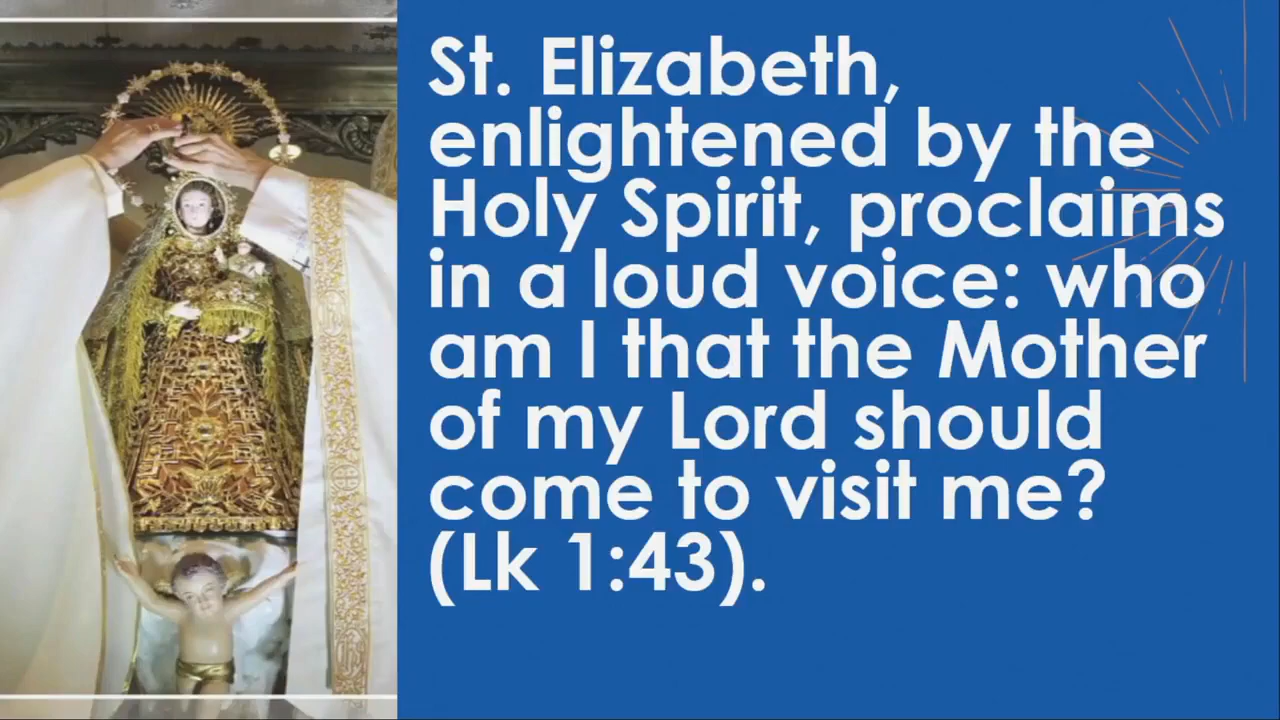 St. Elizabeth,
enlightened by the
Holy Spirit, proclaims
in a loud voice: who
am I that the Mother
of my Lord should
come to visit me?
(Lk 1:43).